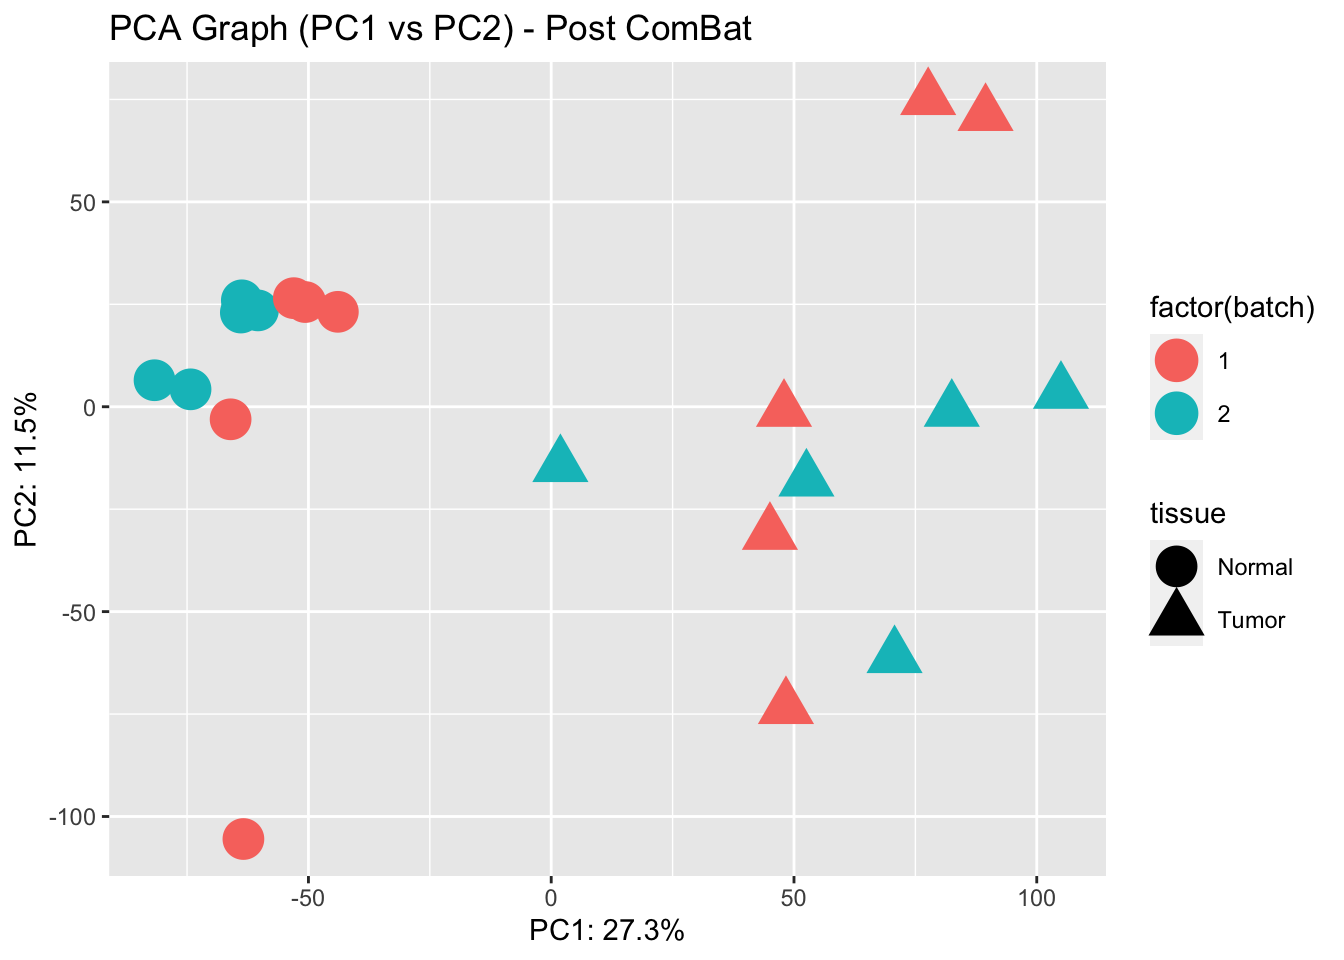 PCA Graph (PC1 vs PC2) - Post ComBat
50
0
-50
-100
PC2: 11.5%
-50
0
50
100
PC1: 27.3%
factor(batch)
1
2
tissue
Normal
Tumor